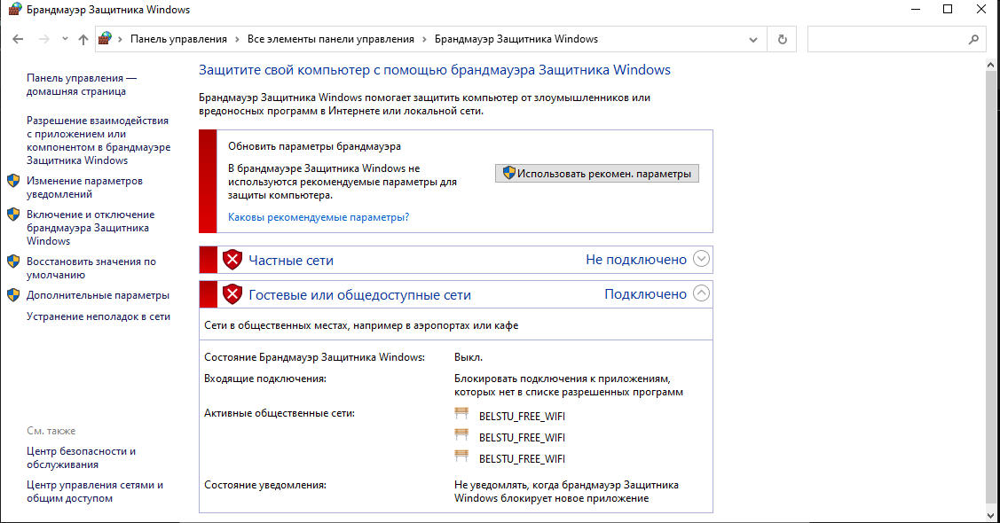 Брандмауэр Защитника Windows
Панель управления
Все элементы панели управления
Брандмауэр Защитника Windows
Панель управления —
домашняя страница
Разрешение взаимодействия
с приложением или
компонентом в брандмауэре
Защитника Windows
Изменение параметров
уведомлений
Включение и отключение
брандмауэра Защитника
Windows
Восстановить значения по
умолчанию
Дополнительные параметры
Устранение неполадок в сети
См. также
Центр безопасности и
обслуживания
Центр управления сетями и
общим доступом
Защитите свой компьютер с помощью брандмауэра Защитника Windows
Брандмауэр Защитника Windows помогает защитить компьютер от злоумышленников или
вредоносных программ в Интернете или локальной сети.
Обновить параметры брандмауэра
В брандмауэре Защитника Windows не
используются рекомендуемые параметры для
защиты компьютера.
Использовать рекомен. параметры
Каковы рекомендуемые параметры?
Частные сети
Не подключено
Гостевые или общедоступные сети
Подключено
Сети в общественных местах, например в аэропортах или кафе
Состояние Брандмауэр Защитника Windows:
Выкл.
Входящие подключения:
Блокировать подключения к приложениям,
которых нет в списке разрешенных программ
Активные общественные сети:
BELSTU_FREE_WIFI
BELSTU_FREE_WIFI
BELSTU_FREE_WIFI
Состояние уведомления:
Не уведомлять, когда брандмауэр Защитника
Windows блокирует новое приложение